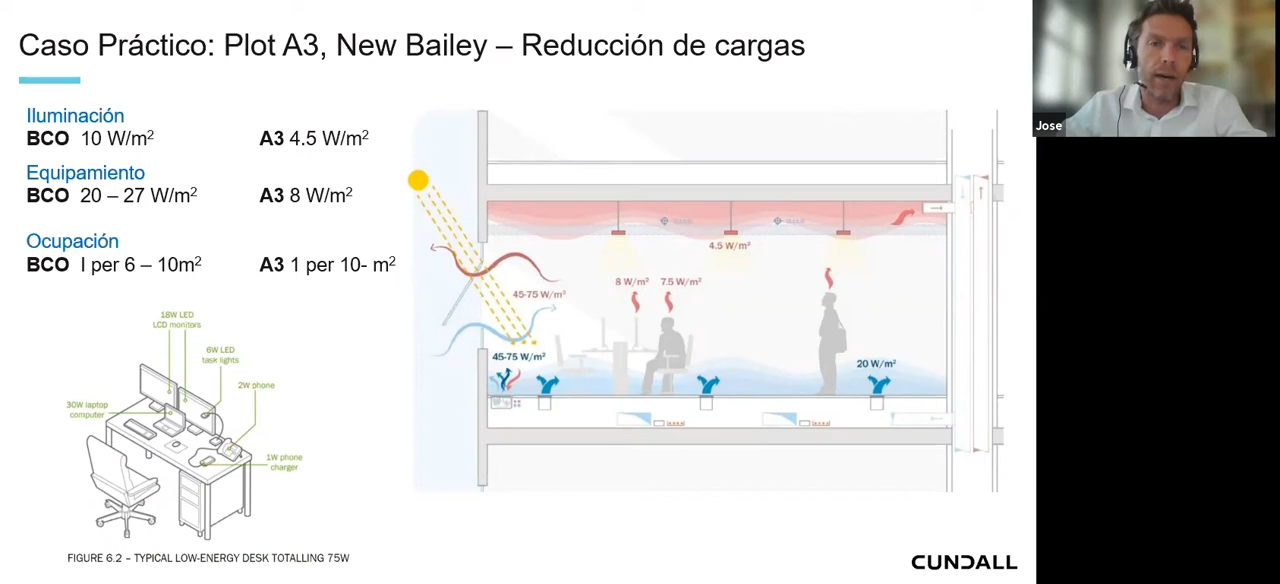 Caso Práctico: Plot A3, New Bailey – Reducción de cargas
Jose
Iluminación
BCO 10 W/m² A3 4.5 W/m²
Equipamiento
BCO 20 – 27 W/m² A3 8 W/m²
Ocupación
BCO I per 6 – 10m² A3 1 per 10- m²
4.5 W/m²
8 W/m² 7.5 W/m²
45-75 W/m²
45-75 W/m²
20 W/m²
18W LED
LCD monitors
6W LED
task lights
2W phone
30W laptop
computer
1W phone
charger
FIGURE 6.2 – TYPICAL LOW-ENERGY DESK TOTALLING 75W
CUNDALL